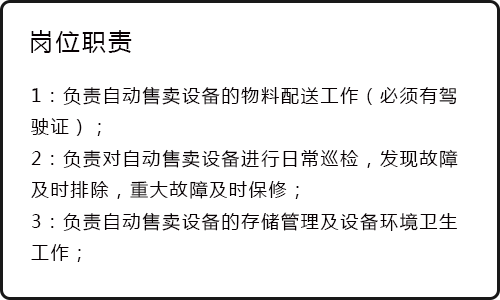 岗位职责
1：负责自动售卖设备的物料配送工作（必须有驾
驶证）；
2：负责对自动售卖设备进行日常巡检，发现故障
及时排除，重大故障及时保修；
3：负责自动售卖设备的存储管理及设备环境卫生
工作；